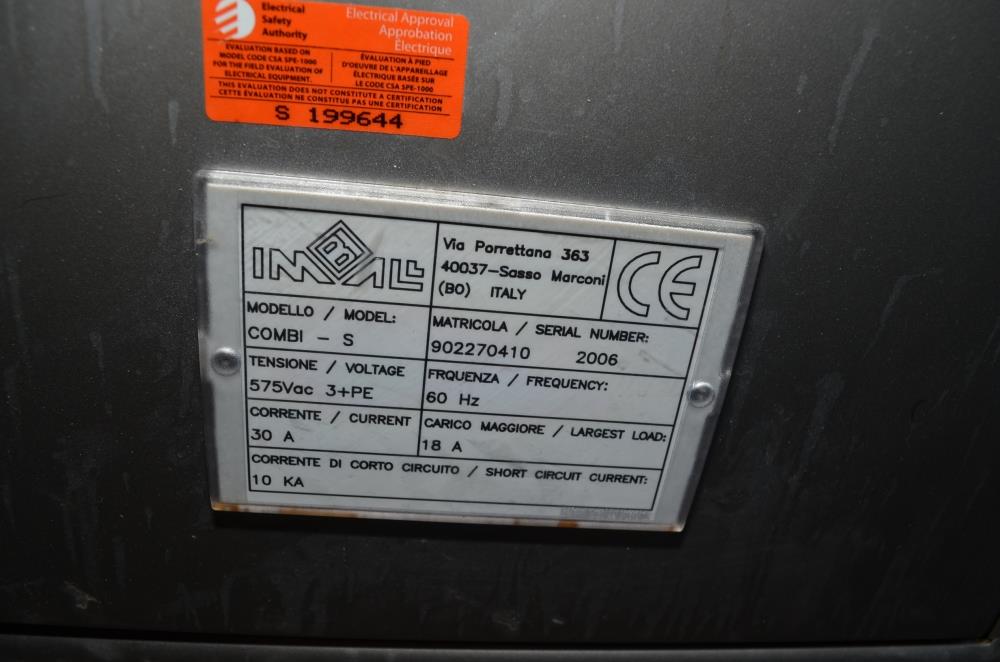 Electrical
Safety
Authority
Electrical Approval
Approbation
Électrique
EVALUATION BASED ON
MODEL CODE CSA SPE-1000
FOR THE FIELD EVALUATION OF
ELECTRICAL EQUIPMENT.
ÉVALUATION À PIED
D'OEUVRE DE L'APPAREILLAGE
ÉLECTRIQUE BASÉE SUR
LE CODE CSA SPE-1000
THIS EVALUATION DOES NOT CONSTITUTE A CERTIFICATION
CETTE ÉVALUATION NE CONSTITUE PAS UNE CERTIFICATION
S 199644
IMBALL
Via Porrettana 363
40037-Sasso Marconi
(BO) ITALY
CE
MODELLO / MODEL:
COMBI - S
MATRICOLA / SERIAL NUMBER:
902270410 2006
TENSIONE / VOLTAGE
575Vac 3+PE
FRQUENZA / FREQUENCY:
60 Hz
CORRENTE / CURRENT
30 A
CARICO MAGGIORE / LARGEST LOAD:
18 A
CORRENTE DI CORTO CIRCUITO / SHORT CIRCUIT CURRENT:
10 KA